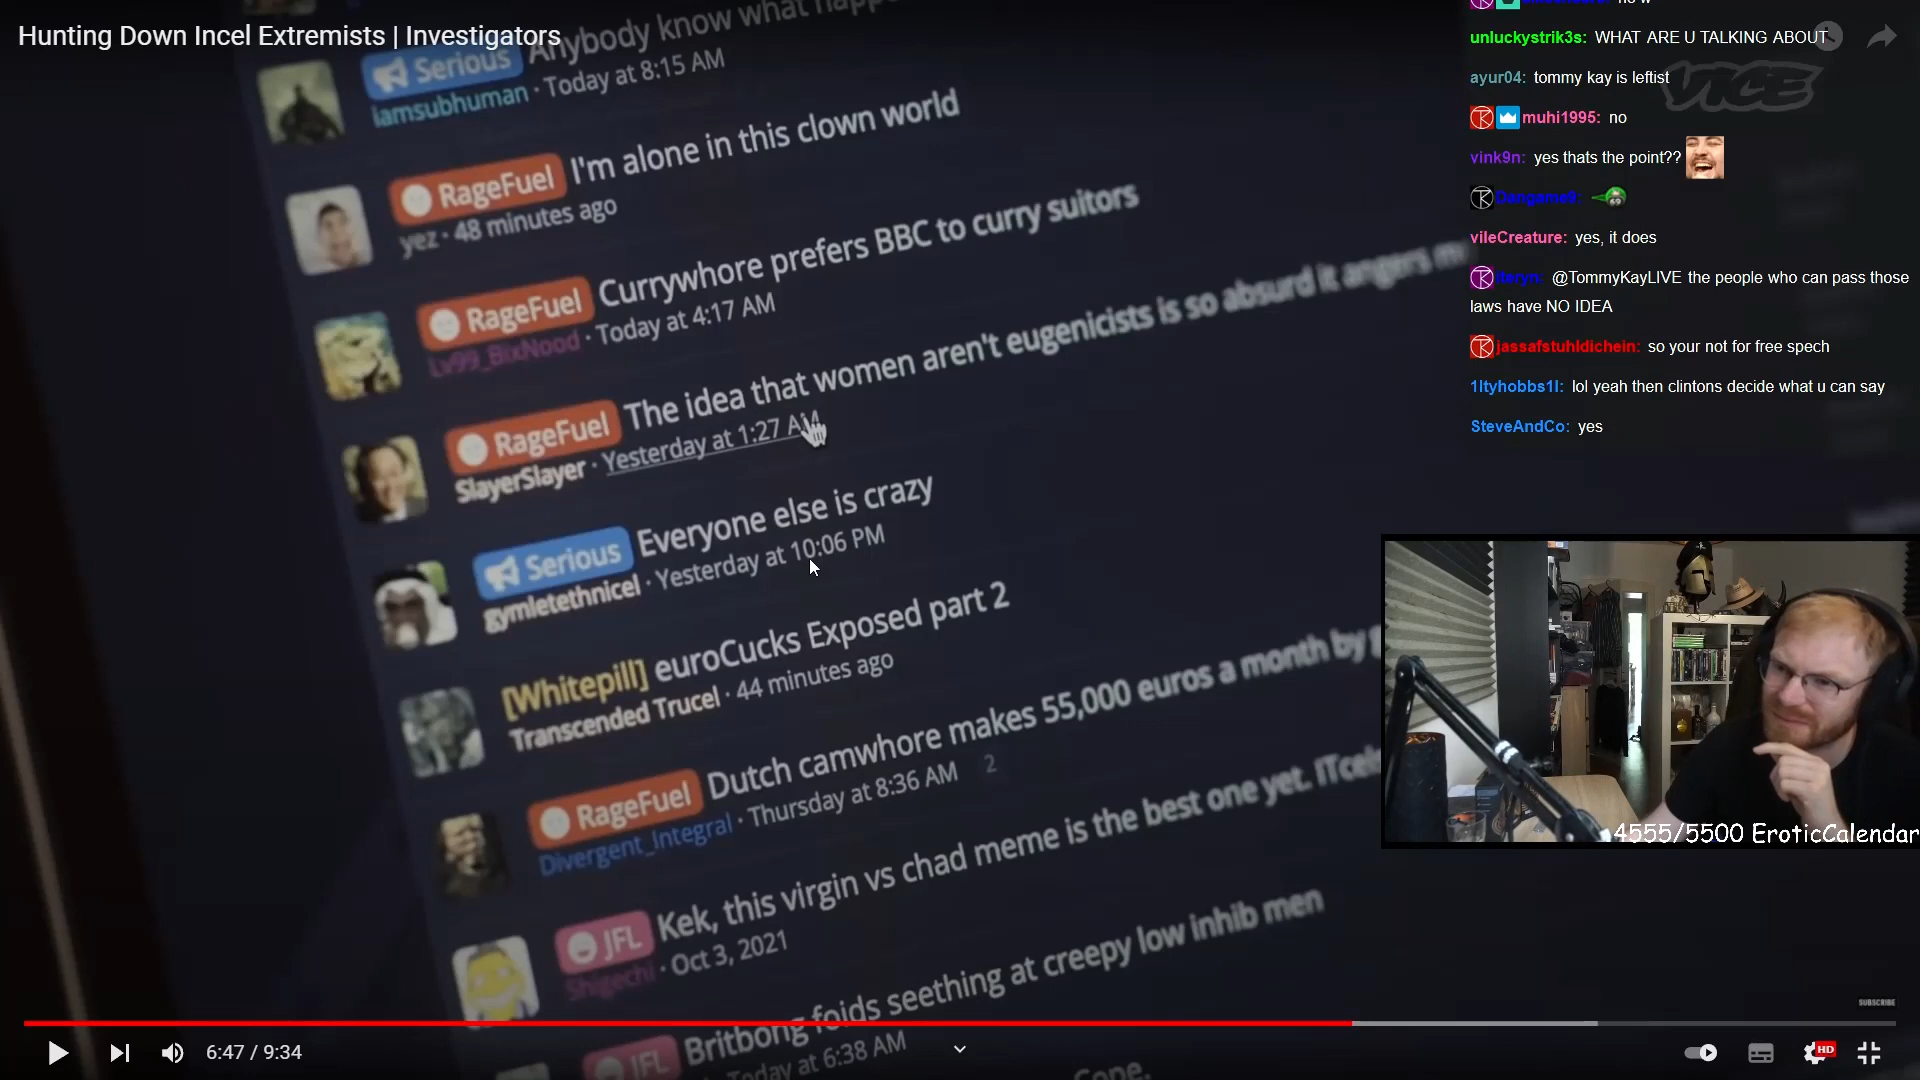 Hunting Down Incel Extremists | Investigators
Serious Anybody know what
iamsubhuman · Today at 8:15 AM
RageFuel I'm alone in this clown world
yez · 48 minutes ago
RageFuel Currywhore prefers BBC to curry suitors
Lv99_BixNood · Today at 4:17 AM
RageFuel The idea that women aren't eugenicists is so absurd it angers
SlayerSlayer · Yesterday at 1:27 AM
Serious Everyone else is crazy
gymletethnicel · Yesterday at 10:06 PM
[Whitepill] euroCucks Exposed part 2
Transcended Trucel · 44 minutes ago
RageFuel Dutch camwhore makes 55,000 euros a month by
Divergent_Integral · Thursday at 8:36 AM 2
JFL Kek, this virgin vs chad meme is the best one yet.
Shigechi · Oct 3, 2021
JFL Britbong foids seething at creepy low inhib men
Today at 6:38 AM
Cope.
VICE
unluckystrik3s: WHAT ARE U TALKING ABOUT
ayur04: tommy kay is leftist
muhi1995: no
vink9n: yes thats the point??
Dangame9:
vileCreature: yes, it does
iteryn: @TommyKayLIVE the people who can pass those
laws have NO IDEA
jassafstuhldichein: so your not for free spech
SteveAndCo: yes
lol yeah then clintons decide what u can say
4555/5500 EroticCalendar
SUBSCRIBE
6:47 / 9:34
HD